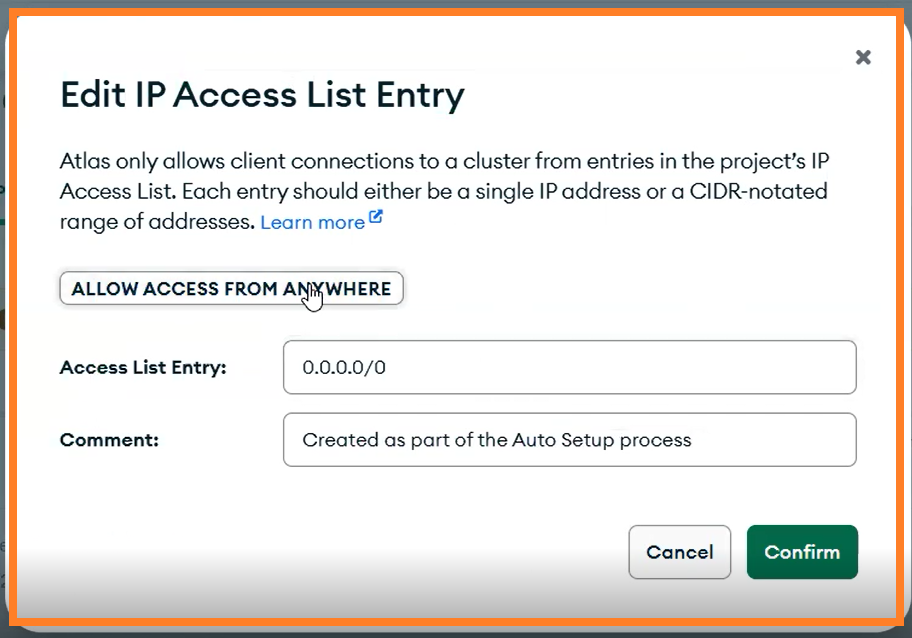 Edit IP Access List Entry
Atlas only allows client connections to a cluster from entries in the project's IP
Access List. Each entry should either be a single IP address or a CIDR-notated
range of addresses. Learn more
ALLOW ACCESS FROM ANYWHERE
Access List Entry: 0.0.0.0/0
Comment: Created as part of the Auto Setup process
Cancel Confirm